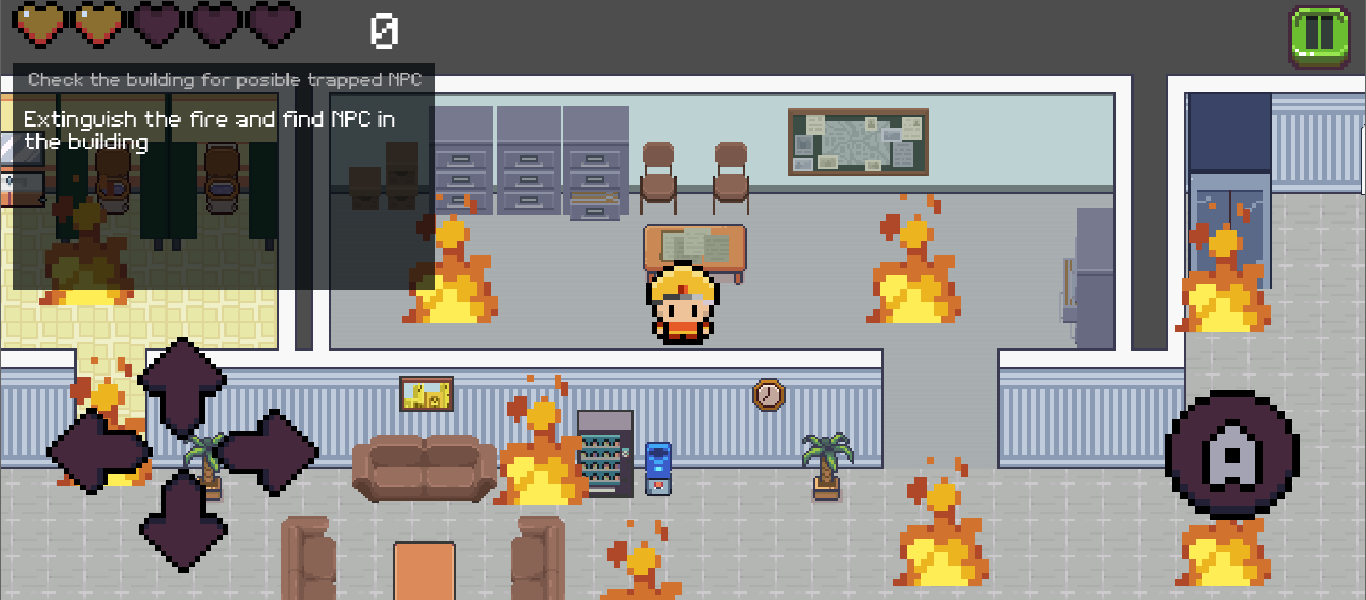 0
Check the building for posible trapped NPC
Extinguish the fire and find NPC in
the building
A